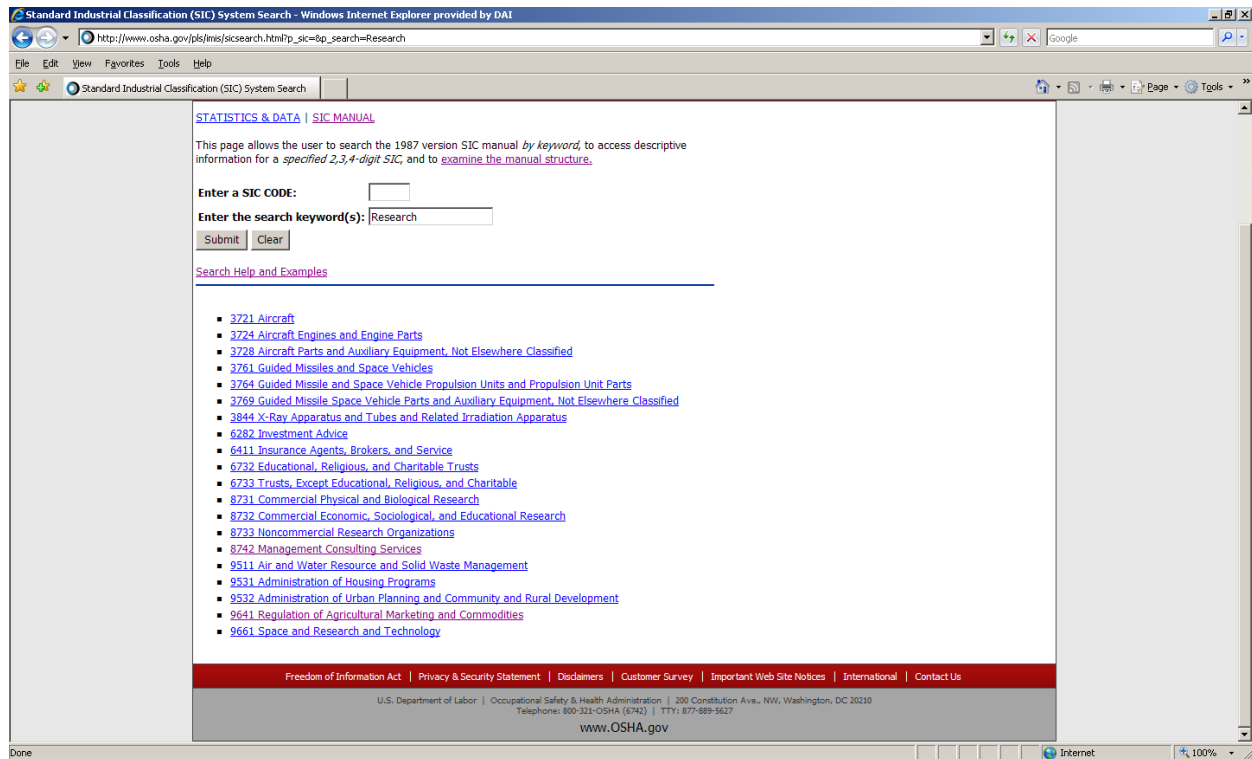 Standard Industrial Classification (SIC) System Search - Windows Internet Explorer provided by DAI
http://www.osha.gov/pls/imis/sicsearch.html?p_sic=&p_search=Research
Google
File Edit View Favorites Tools Help
Standard Industrial Classification (SIC) System Search
Page Tools
STATISTICS & DATA | SIC MANUAL
This page allows the user to search the 1987 version SIC manual by keyword, to access descriptive
information for a specified 2,3,4-digit SIC, and to examine the manual structure.
Enter a SIC CODE:
Enter the search keyword(s): Research
Submit Clear
Search Help and Examples
3721 Aircraft
3724 Aircraft Engines and Engine Parts
3728 Aircraft Parts and Auxiliary Equipment, Not Elsewhere Classified
3761 Guided Missiles and Space Vehicles
3764 Guided Missile and Space Vehicle Propulsion Units and Propulsion Unit Parts
3769 Guided Missile Space Vehicle Parts and Auxiliary Equipment, Not Elsewhere Classified
3844 X-Ray Apparatus and Tubes and Related Irradiation Apparatus
6282 Investment Advice
6411 Insurance Agents, Brokers, and Service
6732 Educational, Religious, and Charitable Trusts
6733 Trusts, Except Educational, Religious, and Charitable
8731 Commercial Physical and Biological Research
8732 Commercial Economic, Sociological, and Educational Research
8733 Noncommercial Research Organizations
8742 Management Consulting Services
9511 Air and Water Resource and Solid Waste Management
9531 Administration of Housing Programs
9532 Administration of Urban Planning and Community and Rural Development
9641 Regulation of Agricultural Marketing and Commodities
9661 Space and Research and Technology
Freedom of Information Act | Privacy & Security Statement | Disclaimers | Customer Survey | Important Web Site Notices | International | Contact Us
U.S. Department of Labor | Occupational Safety & Health Administration | 200 Constitution Ave., NW, Washington, DC 20210
Telephone: 800-321-OSHA (6742) | TTY: 877-889-5627
www.OSHA.gov
Done
Internet
100%